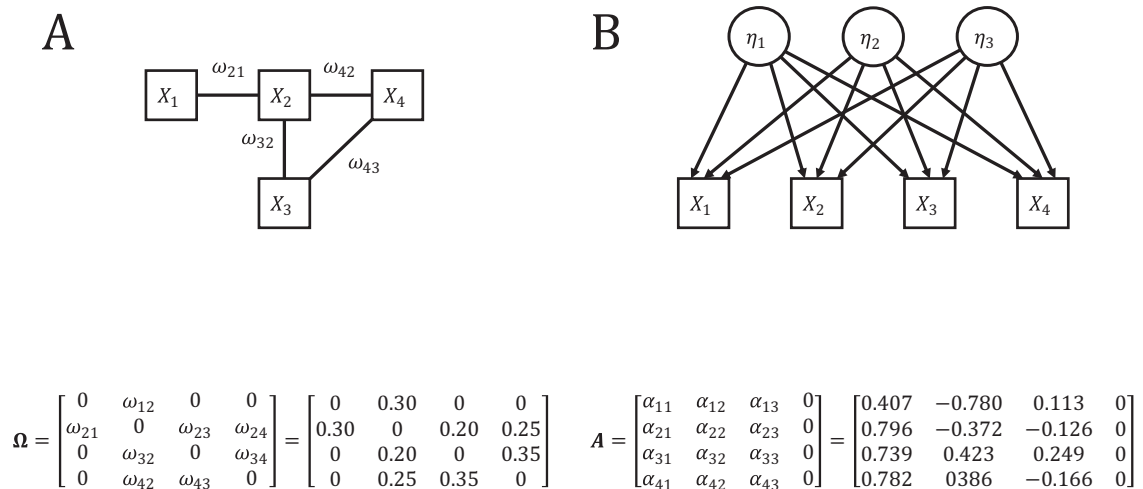 A
B
η₁ η₂ η₃
ω₂₁ ω₄₂
X₁ X₂ X₄
ω₃₂
ω₄₃
X₃
X₁ X₂ X₃ X₄
Ω = [0 ω₁₂ 0 0] = [0 0.30 0 0]
[ω₂₁ 0 ω₂₃ ω₂₄] [0.30 0 0.20 0.25]
[0 ω₃₂ 0 ω₃₄] [0 0.20 0 0.35]
[0 ω₄₂ ω₄₃ 0] [0 0.25 0.35 0]
A = [α₁₁ α₁₂ α₁₃ 0] = [0.407 −0.780 0.113 0]
[α₂₁ α₂₂ α₂₃ 0] [0.796 −0.372 −0.126 0]
[α₃₁ α₃₂ α₃₃ 0] [0.739 0.423 0.249 0]
[α₄₁ α₄₂ α₄₃ 0] [0.782 0386 −0.166 0]